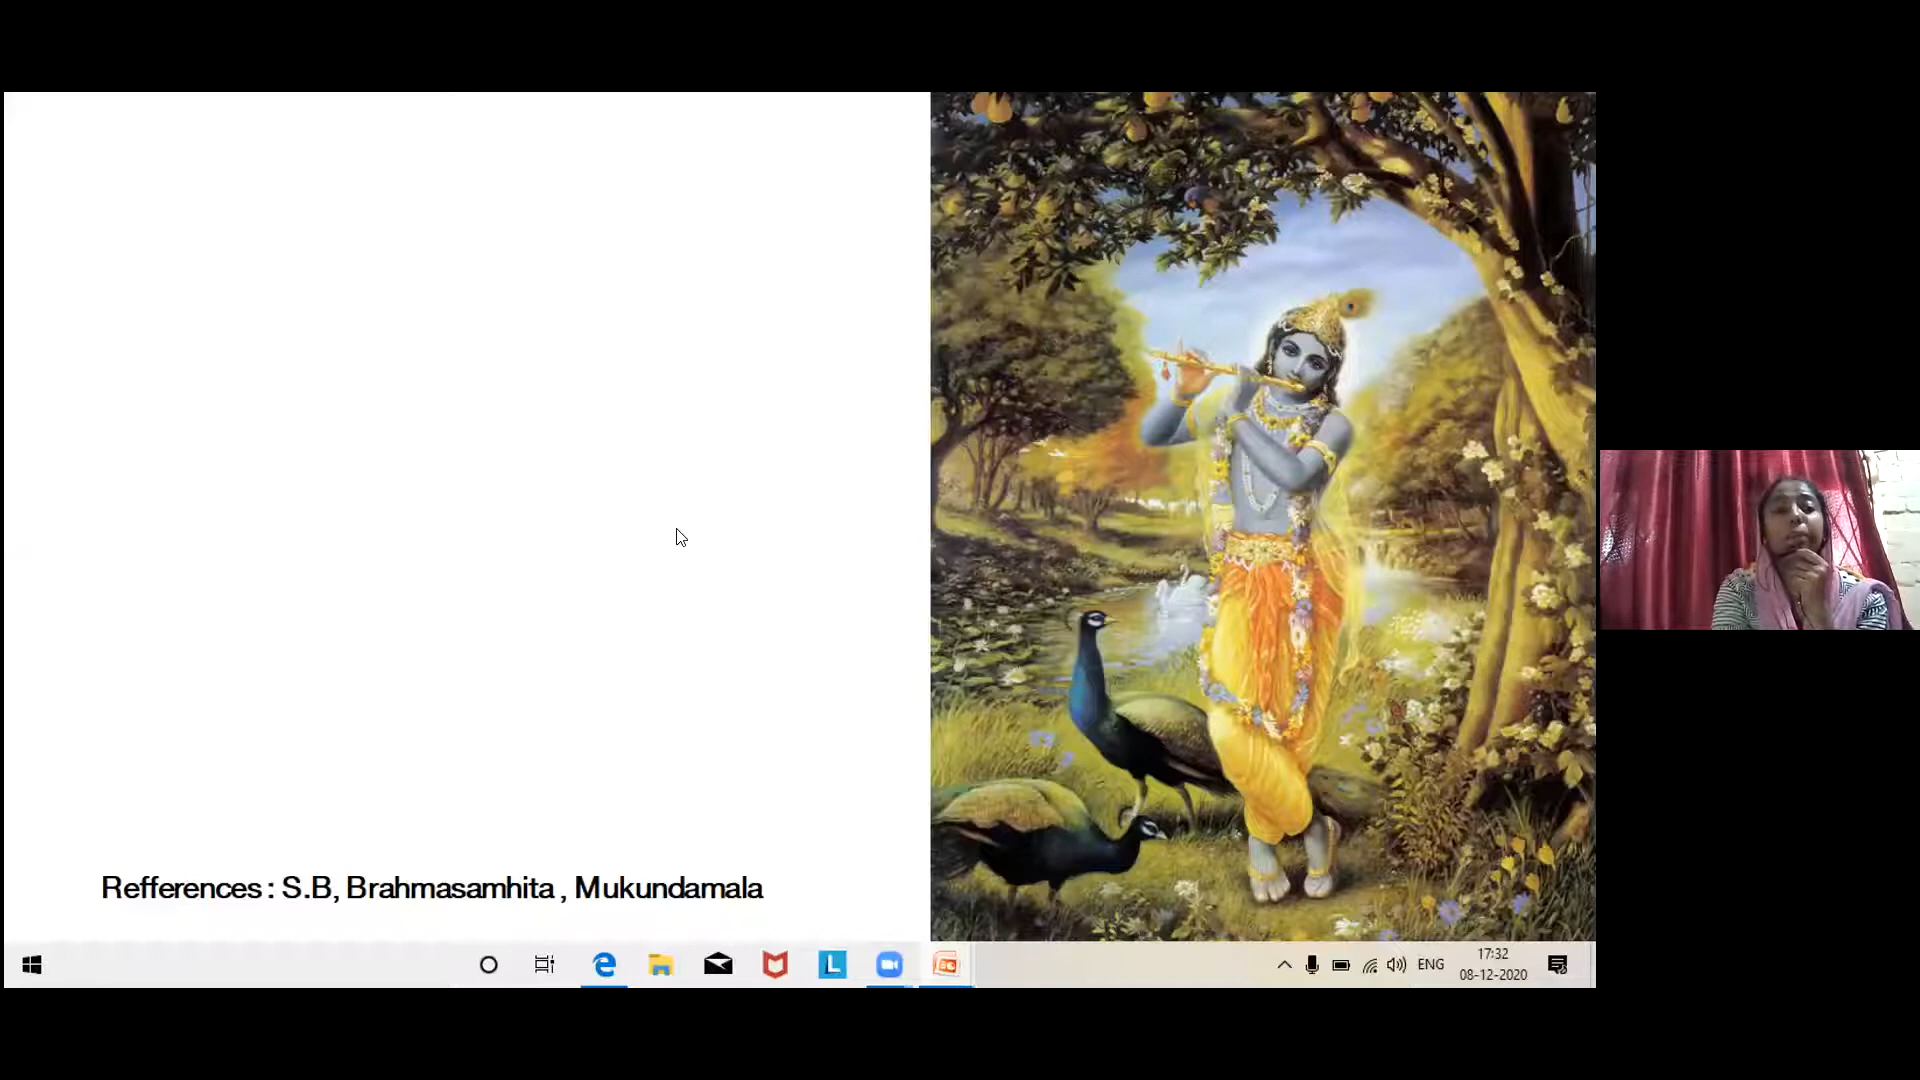 Refferences : S.B, Brahmasamhita , Mukundamala
L
ENG
17:32
08-12-2020